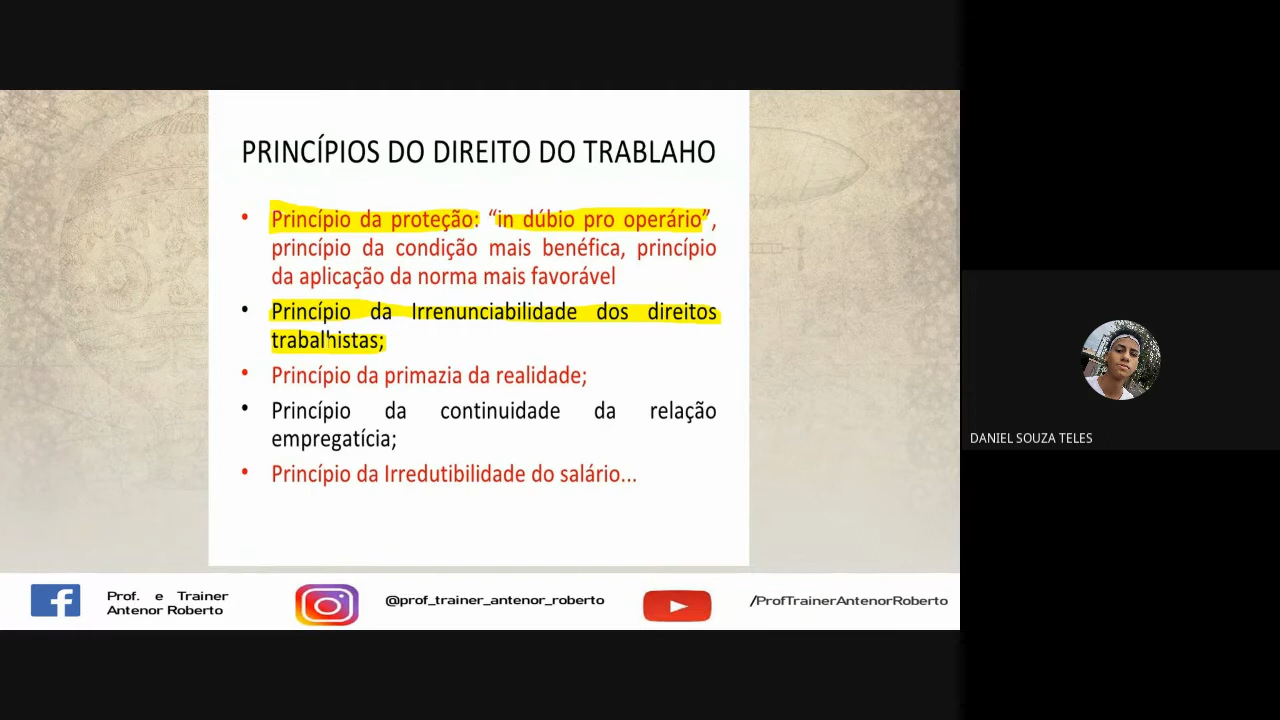 PRINCÍPIOS DO DIREITO DO TRABLAHO
• Princípio da proteção: “in dúbio pro operário”,
princípio da condição mais benéfica, princípio
da aplicação da norma mais favorável
• Princípio da Irrenunciabilidade dos direitos
trabalhistas;
• Princípio da primazia da realidade;
• Princípio da continuidade da relação
empregatícia;
• Princípio da Irredutibilidade do salário...
DANIEL SOUZA TELES
Prof. e Trainer
Antenor Roberto
@prof_trainer_antenor_roberto
/ProfTrainerAntenorRoberto